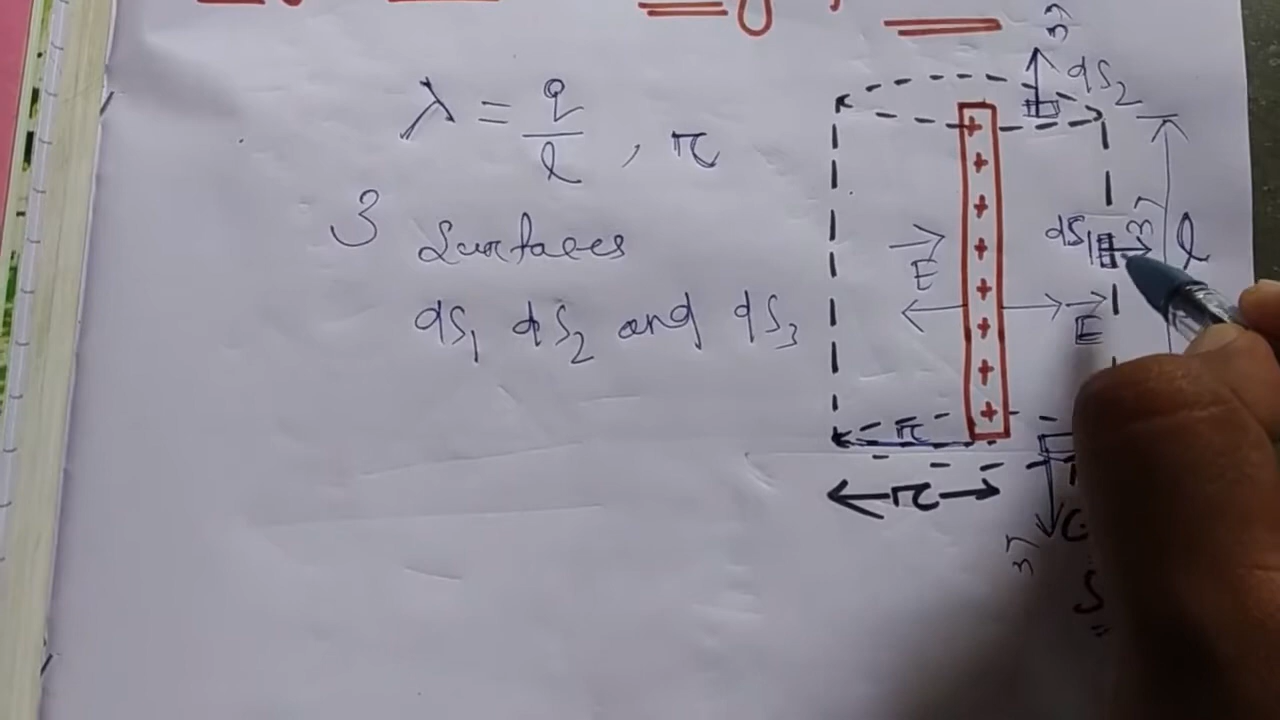 λ = q/l , r
3 Surfaces
dS₁ dS₂ and dS₃
dS₂
dS₁
l
E
E
r
r